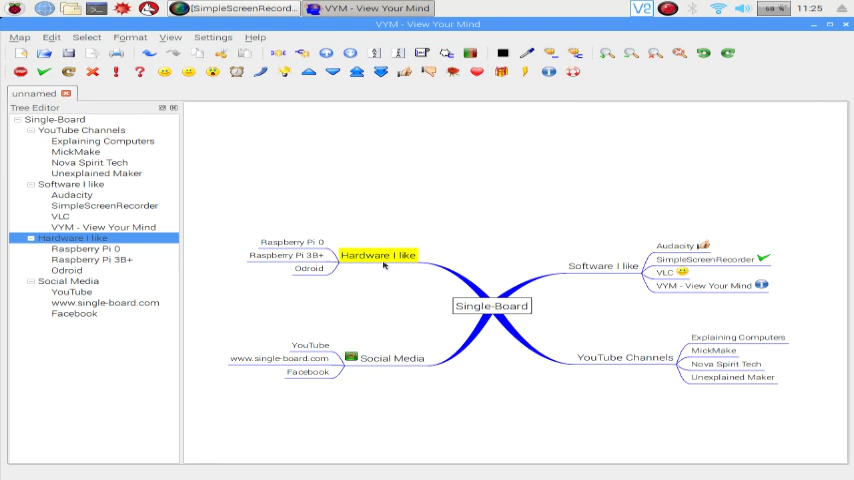 [SimpleScreenRecord...
VYM - View Your Mind
11:25
VYM - View Your Mind
Map Edit Select Format View Settings Help
unnamed
Tree Editor
Single-Board
YouTube Channels
Explaining Computers
MickMake
Nova Spirit Tech
Unexplained Maker
Software I like
Audacity
SimpleScreenRecorder
VLC
VYM - View Your Mind
Hardware I like
Raspberry Pi 0
Raspberry Pi 3B+
Odroid
Social Media
YouTube
www.single-board.com
Facebook
Raspberry Pi 0
Raspberry Pi 3B+
Odroid
Hardware I like
YouTube
www.single-board.com
Facebook
Social Media
Single-Board
Software I like
Audacity
SimpleScreenRecorder
VLC
VYM - View Your Mind
YouTube Channels
Explaining Computers
MickMake
Nova Spirit Tech
Unexplained Maker